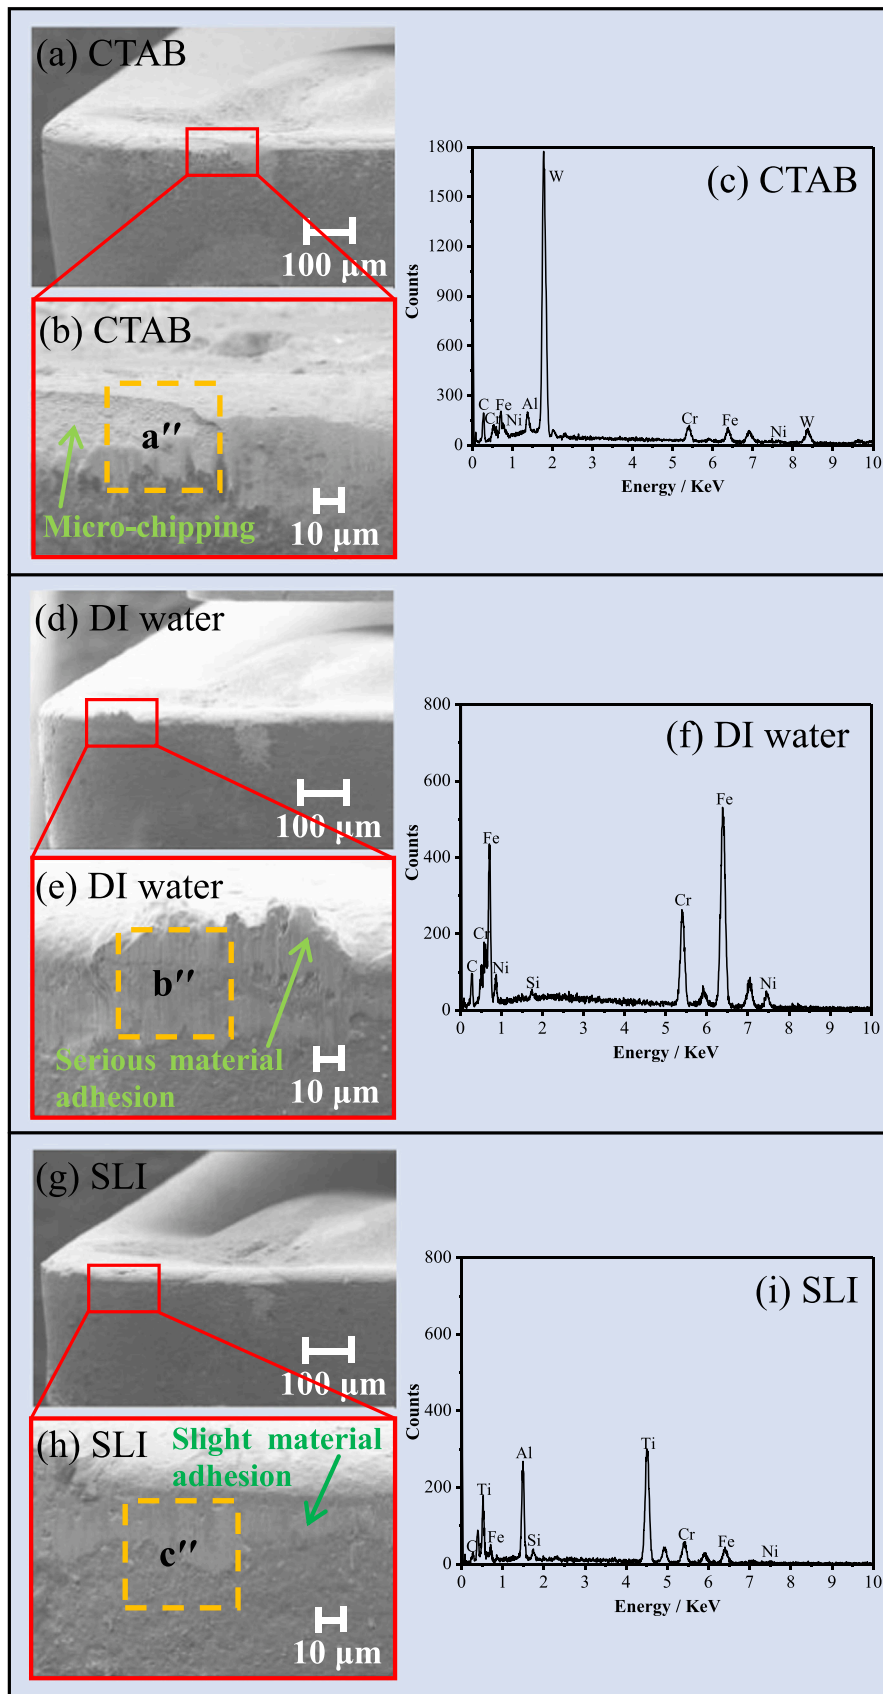 (a) CTAB
100 μm
(b) CTAB
a″
Micro-chipping
10 μm
(c) CTAB
1800
1500
1200
900
600
300
0
Counts
W
C
Cr
Fe
Ni
Al
Cr
Fe
Ni
W
0 1 2 3 4 5 6 7 8 9 10
Energy / KeV
(d) DI water
100 μm
(e) DI water
b″
Serious material
adhesion
10 μm
(f) DI water
800
600
400
200
0
Counts
C
Cr
Fe
Ni
Si
Cr
Fe
Ni
0 1 2 3 4 5 6 7 8 9 10
Energy / KeV
(g) SLI
100 μm
(h) SLI
Slight material
adhesion
c″
10 μm
(i) SLI
800
600
400
200
0
Counts
C
Ti
Fe
Al
Si
Ti
Cr
Fe
Ni
0 1 2 3 4 5 6 7 8 9 10
Energy / KeV